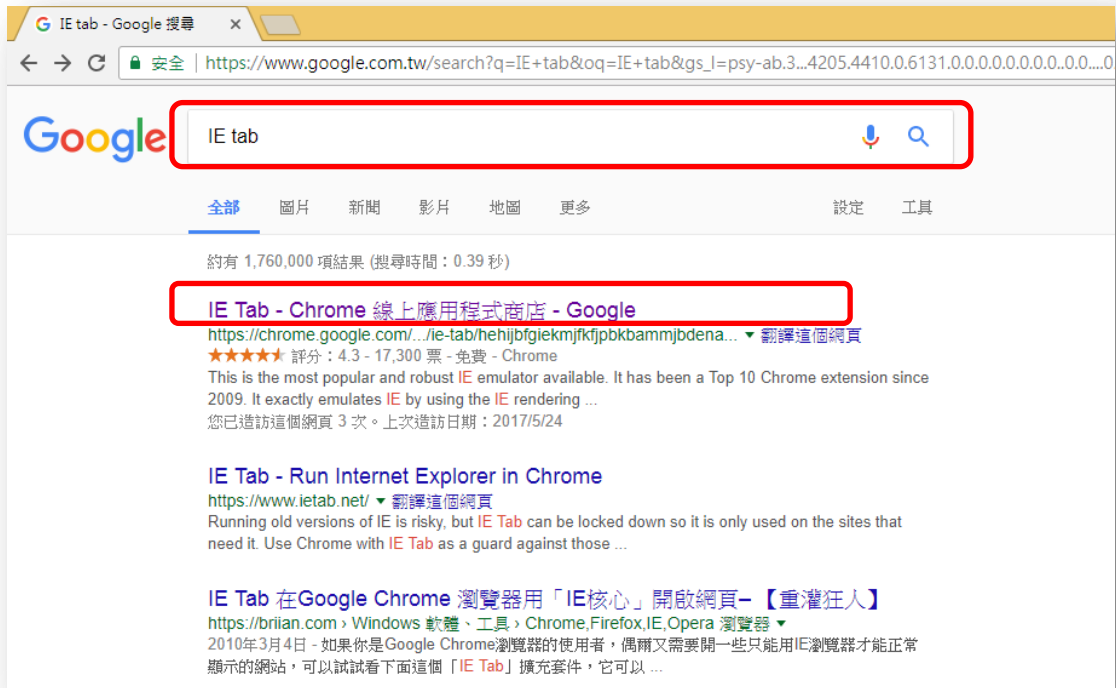 IE tab - Google 搜尋
安全 | https://www.google.com.tw/search?q=IE+tab&oq=IE+tab&gs_l=psy-ab.3...4205.4410.0.6131.0.0.0.0.0.0.0.0..0.0....0
Google
IE tab
全部 圖片 新聞 影片 地圖 更多 設定 工具
約有 1,760,000 項結果 (搜尋時間：0.39 秒)
IE Tab - Chrome 線上應用程式商店 - Google
https://chrome.google.com/.../ie-tab/hehijbfgiekmjfkfjpbkbammjbdena... ▼ 翻譯這個網頁
評分：4.3 - 17,300 票 - 免費 - Chrome
This is the most popular and robust IE emulator available. It has been a Top 10 Chrome extension since
2009. It exactly emulates IE by using the IE rendering ...
您已造訪這個網頁 3 次。上次造訪日期：2017/5/24
IE Tab - Run Internet Explorer in Chrome
https://www.ietab.net/ ▼ 翻譯這個網頁
Running old versions of IE is risky, but IE Tab can be locked down so it is only used on the sites that
need it. Use Chrome with IE Tab as a guard against those ...
IE Tab 在Google Chrome 瀏覽器用「IE核心」開啟網頁–【重灌狂人】
https://briian.com › Windows 軟體、工具 › Chrome,Firefox,IE,Opera 瀏覽器 ▼
2010年3月4日 - 如果你是Google Chrome瀏覽器的使用者，偶爾又需要開一些只能用IE瀏覽器才能正常
顯示的網站，可以試試看下面這個「IE Tab」擴充套件，它可以 ...